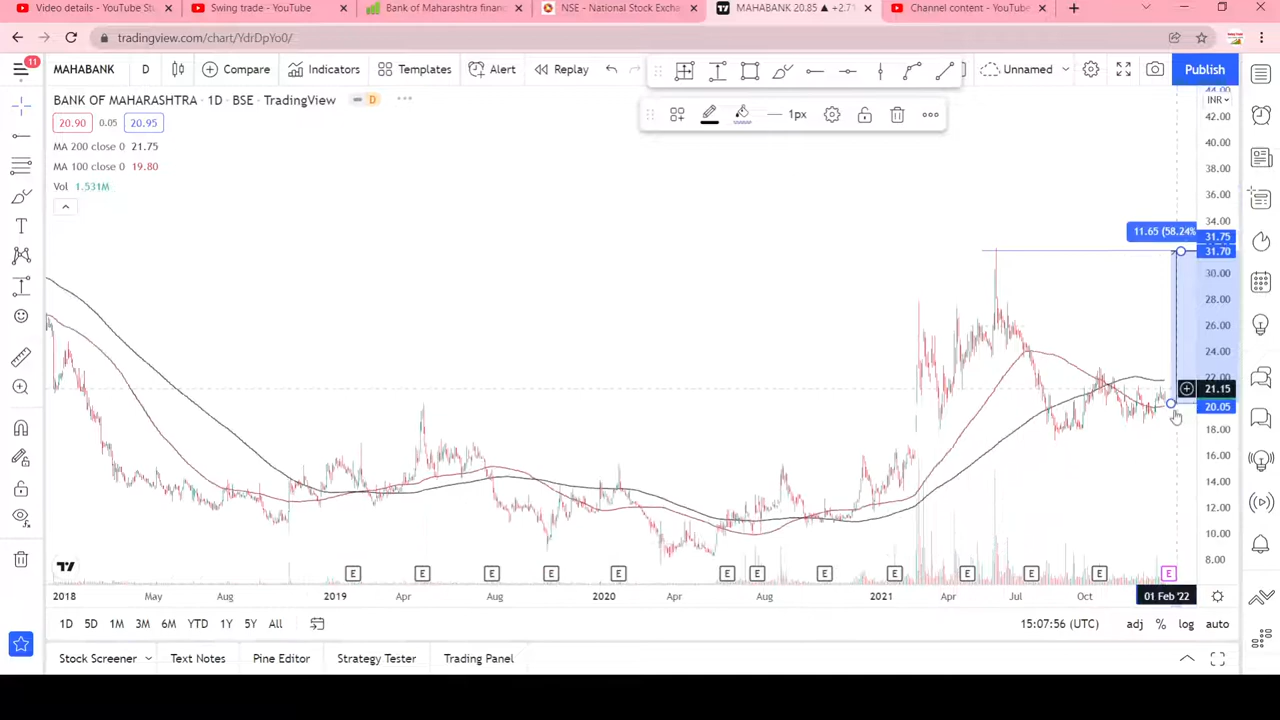 Video details - YouTube St
Swing trade - YouTube
Bank of Maharashtra financ
NSE - National Stock Exchan
MAHABANK 20.85 ▲ +2.71
Channel content - YouTube
tradingview.com/chart/YdrDpYo0/
11
MAHABANK D Compare Indicators Templates Alert Replay Unnamed Publish
BANK OF MAHARASHTRA · 1D · BSE · TradingView D
INR
1px
20.90 0.05 20.95
MA 200 close 0 21.75
MA 100 close 0 19.80
Vol 1.531M
44.00
42.00
40.00
38.00
36.00
34.00
11.65 (58.24%
31.75
31.70
30.00
28.00
26.00
24.00
22.00
21.15
20.05
18.00
16.00
14.00
12.00
10.00
8.00
E E E E E E E E E E E E E
2018 May Aug 2019 Apr Aug 2020 Apr Aug 2021 Apr Jul Oct 01 Feb '22
1D 5D 1M 3M 6M YTD 1Y 5Y All 15:07:56 (UTC) adj % log auto
Stock Screener Text Notes Pine Editor Strategy Tester Trading Panel